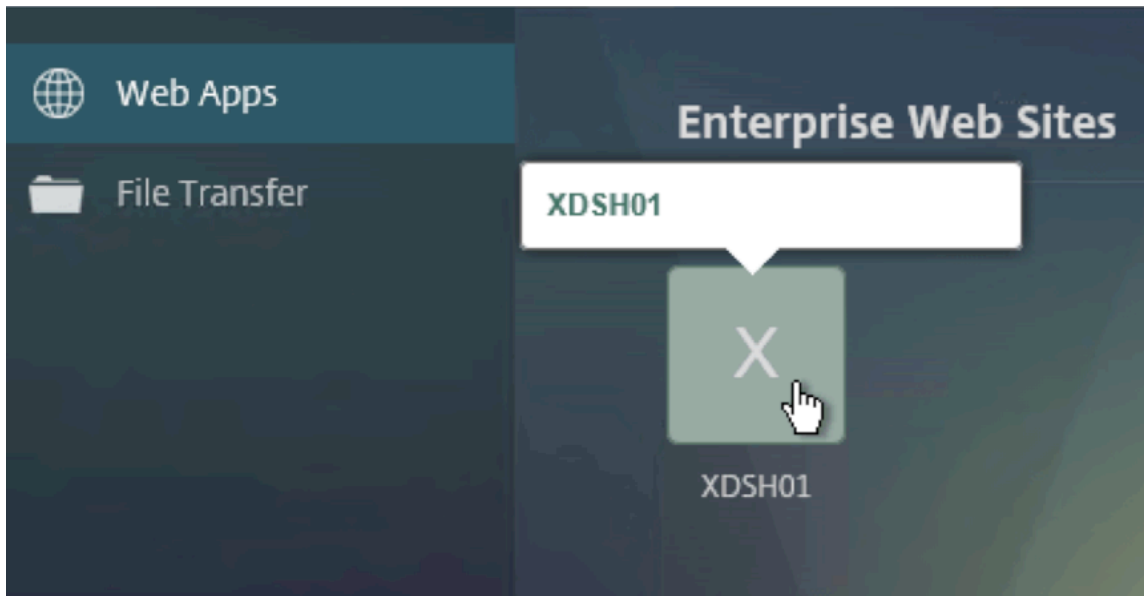 Web Apps
File Transfer
Enterprise Web Sites
XDSH01
X
XDSH01